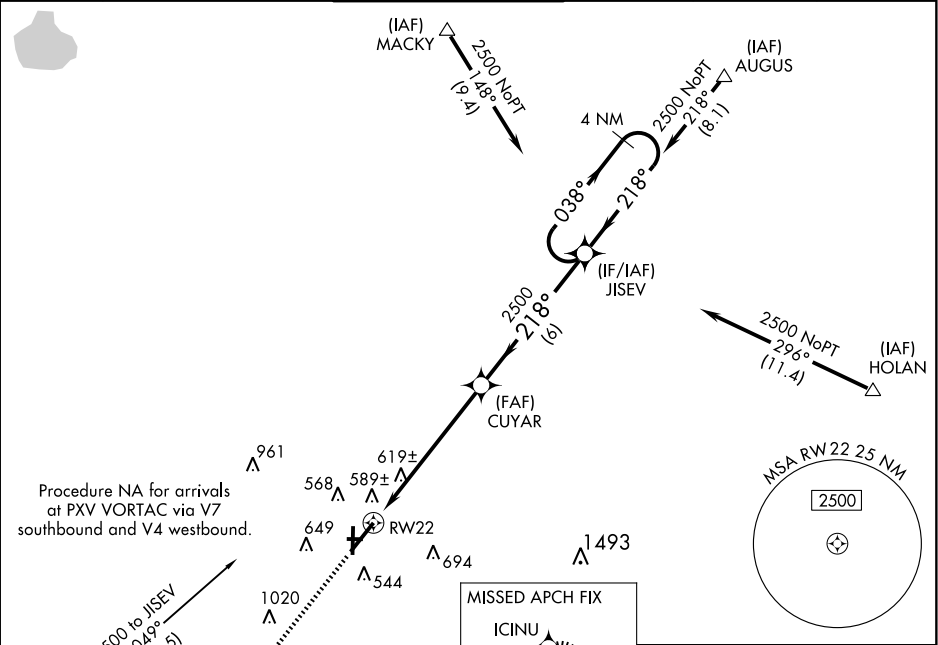 (IAF)
MACKY
2500 NoPT
148°
(9.4)
(IAF)
AUGUS
2500 NoPT
218°
(8.1)
4 NM
038°
218°
(IF/IAF)
JISEV
2500
218°
(6)
2500 NoPT
296°
(11.4)
(IAF)
HOLAN
(FAF)
CUYAR
961
619±
568
589±
Procedure NA for arrivals
at PXV VORTAC via V7
southbound and V4 westbound.
649
RW22
694
544
1493
1020
MSA RW22 25 NM
2500
MISSED APCH FIX
ICINU
to JISEV